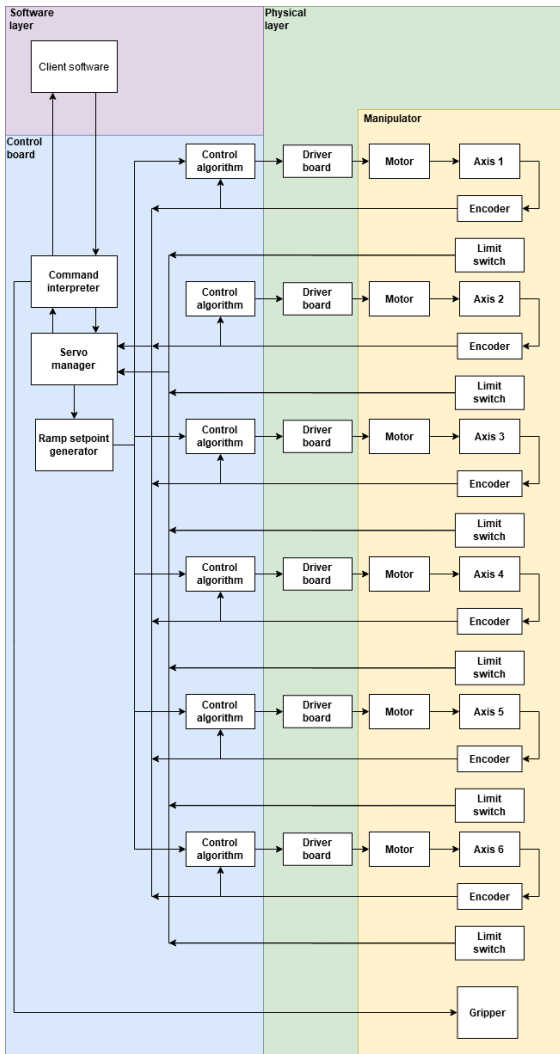 Software
layer
Physical
layer
Client software
Manipulator
Control
board
Control
algorithm
Driver
board
Motor
Axis 1
Encoder
Limit
switch
Command
interpreter
Control
algorithm
Driver
board
Motor
Axis 2
Encoder
Servo
manager
Limit
switch
Ramp setpoint
generator
Control
algorithm
Driver
board
Motor
Axis 3
Encoder
Limit
switch
Control
algorithm
Driver
board
Motor
Axis 4
Encoder
Limit
switch
Control
algorithm
Driver
board
Motor
Axis 5
Encoder
Limit
switch
Control
algorithm
Driver
board
Motor
Axis 6
Encoder
Limit
switch
Gripper